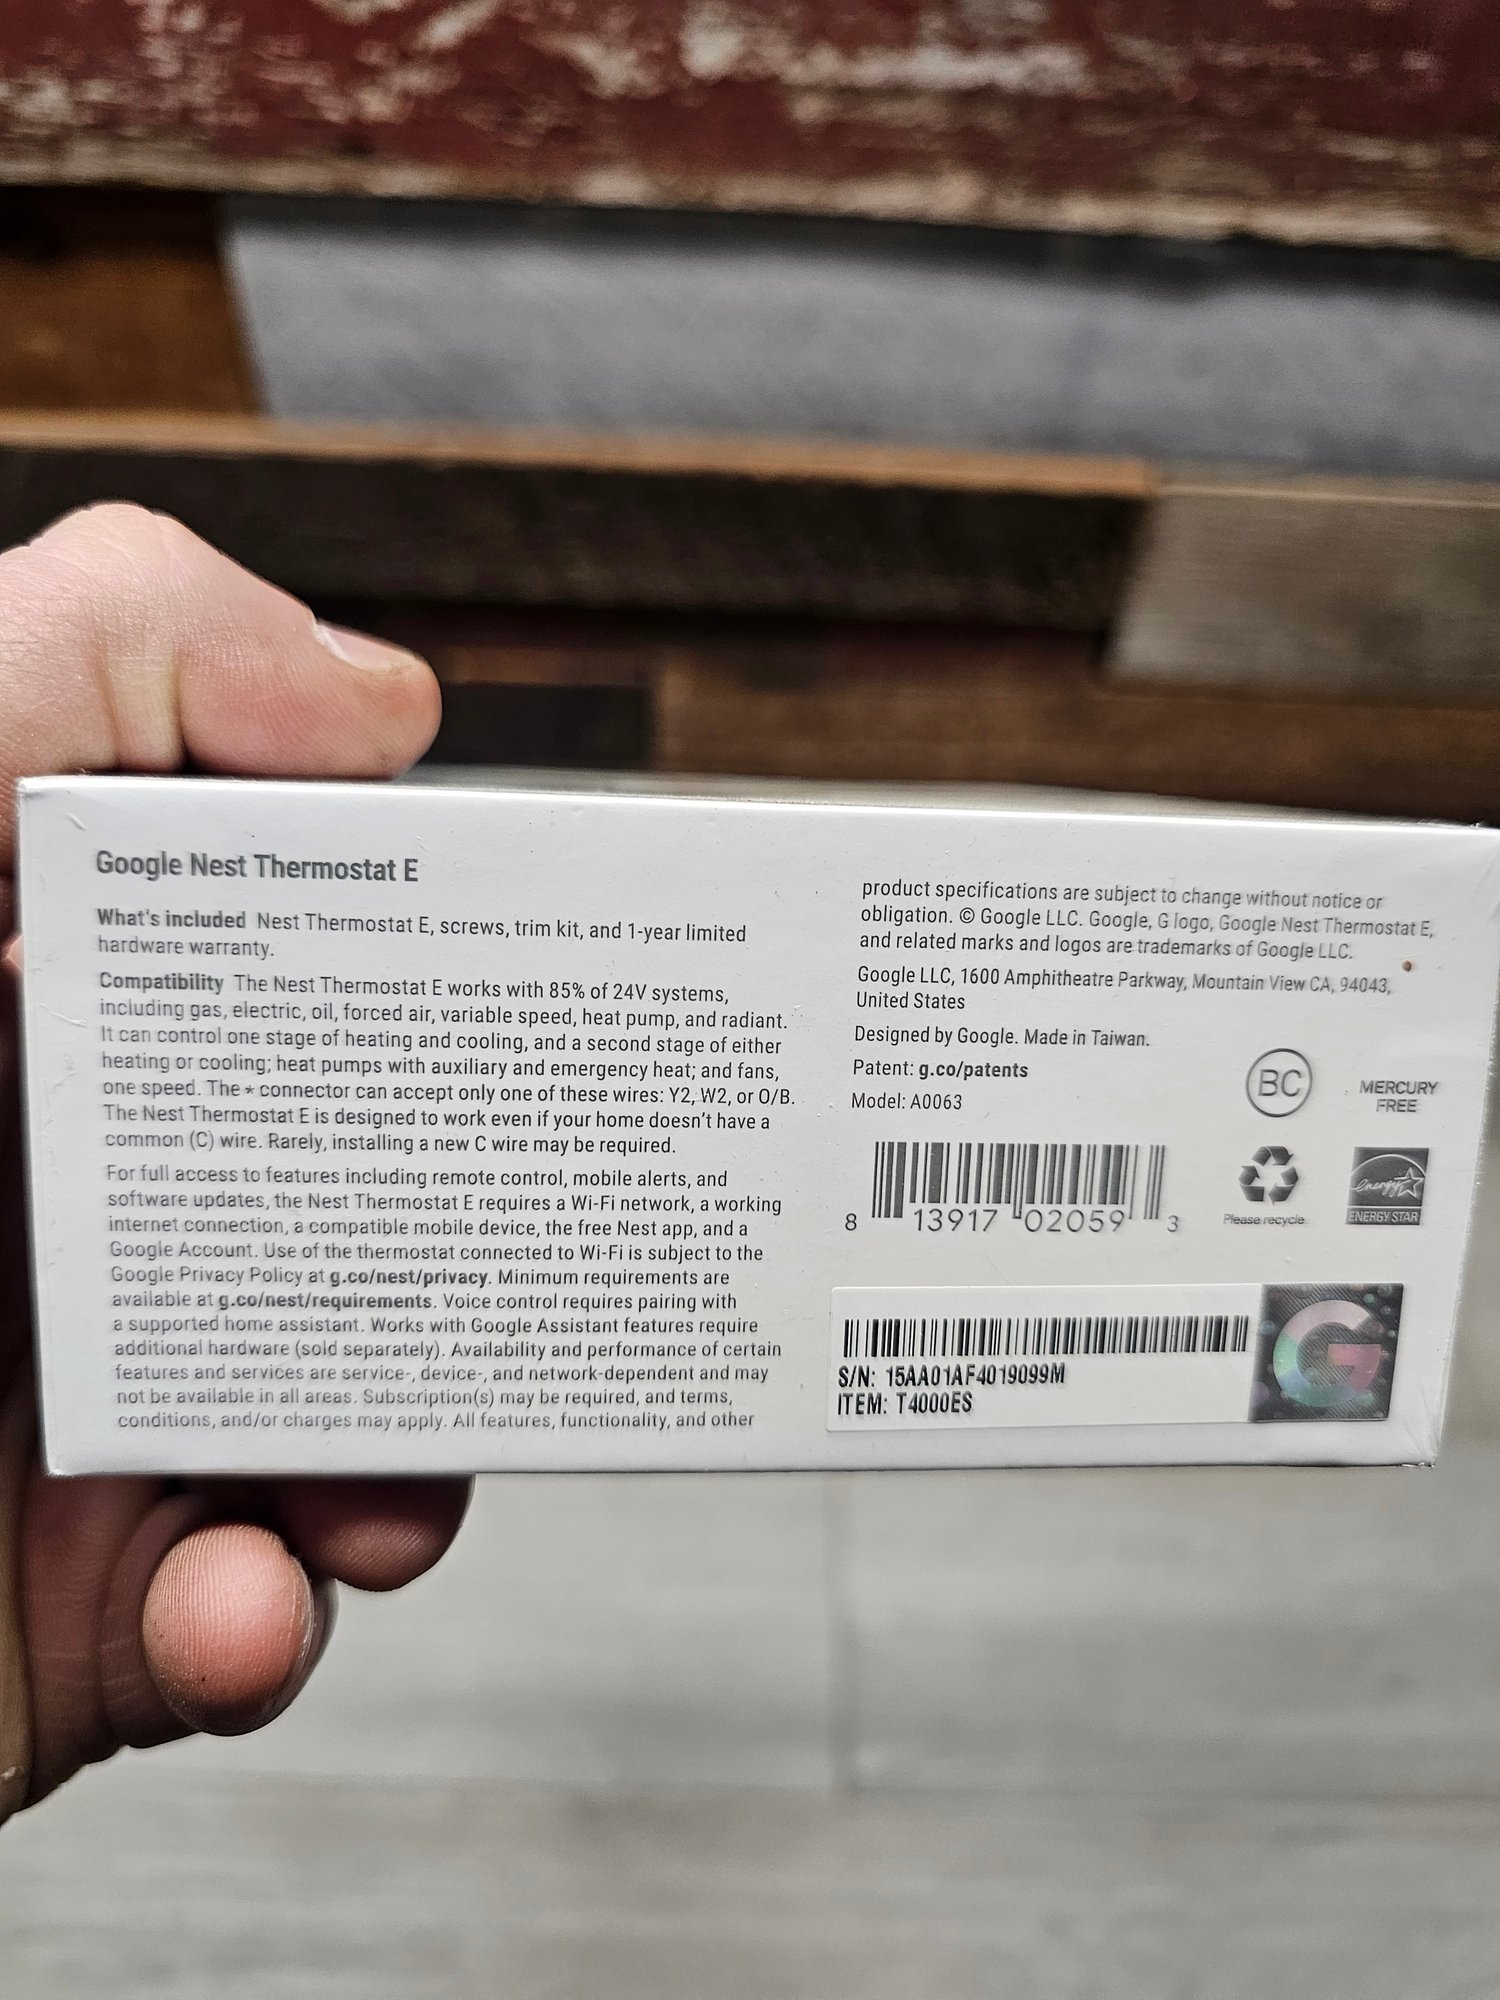 Google Nest Thermostat E
What's included Nest Thermostat E, screws, trim kit, and 1-year limited
hardware warranty.
Compatibility The Nest Thermostat E works with 85% of 24V systems,
including gas, electric, oil, forced air, variable speed, heat pump, and radiant.
It can control one stage of heating and cooling, and a second stage of either
heating or cooling; heat pumps with auxiliary and emergency heat; and fans,
one speed. The * connector can accept only one of these wires: Y2, W2, or O/B.
The Nest Thermostat E is designed to work even if your home doesn't have a
common (C) wire. Rarely, installing a new C wire may be required.
For full access to features including remote control, mobile alerts, and
software updates, the Nest Thermostat E requires a Wi-Fi network, a working
internet connection, a compatible mobile device, the free Nest app, and a
Google Account. Use of the thermostat connected to Wi-Fi is subject to the
Google Privacy Policy at g.co/nest/privacy. Minimum requirements are
available at g.co/nest/requirements. Voice control requires pairing with
a supported home assistant. Works with Google Assistant features require
additional hardware (sold separately). Availability and performance of certain
features and services are service-, device-, and network-dependent and may
not be available in all areas. Subscription(s) may be required, and terms,
conditions, and/or charges may apply. All features, functionality, and other
product specifications are subject to change without notice or
obligation. © Google LLC. Google, G logo, Google Nest Thermostat E,
and related marks and logos are trademarks of Google LLC.
Google LLC, 1600 Amphitheatre Parkway, Mountain View CA, 94043,
United States
Designed by Google. Made in Taiwan.
Patent: g.co/patents
Model: A0063
BC
MERCURY
FREE
8 13917 02059 3
Please recycle
energy
ENERGY STAR
S/N: 15AA01AF4019099M
ITEM: T4000ES
G